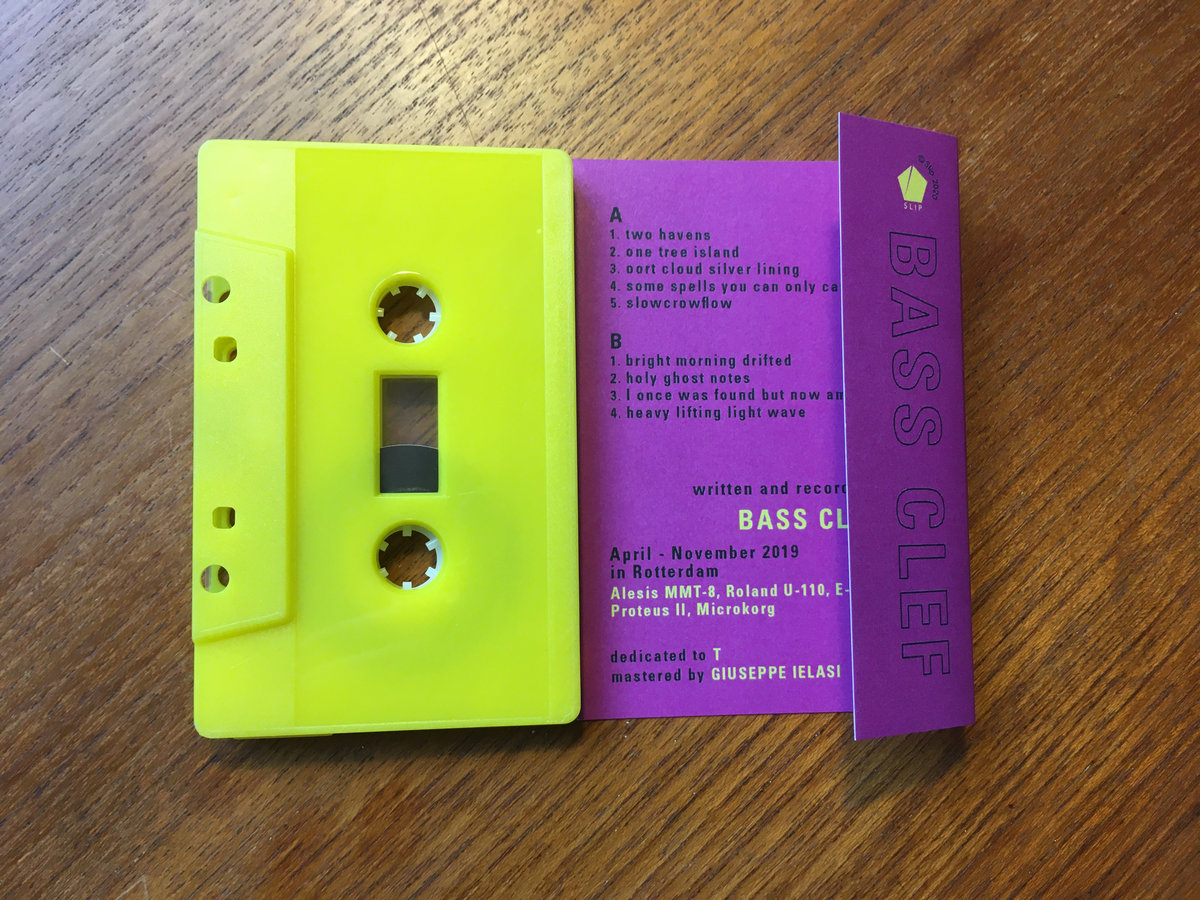 A
1. two havens
2. one tree island
3. oort cloud silver lining
4. some spells you can only ca
5. slowcrowflow
B
1. bright morning drifted
2. holy ghost notes
3. I once was found but now am
4. heavy lifting light wave
written and record
BASS CL
April - November 2019
in Rotterdam
Alesis MMT-8, Roland U-110, E-
Proteus II, Microkorg
dedicated to T
mastered by GIUSEPPE IELASI
SLIP
2020
BASS CLEF